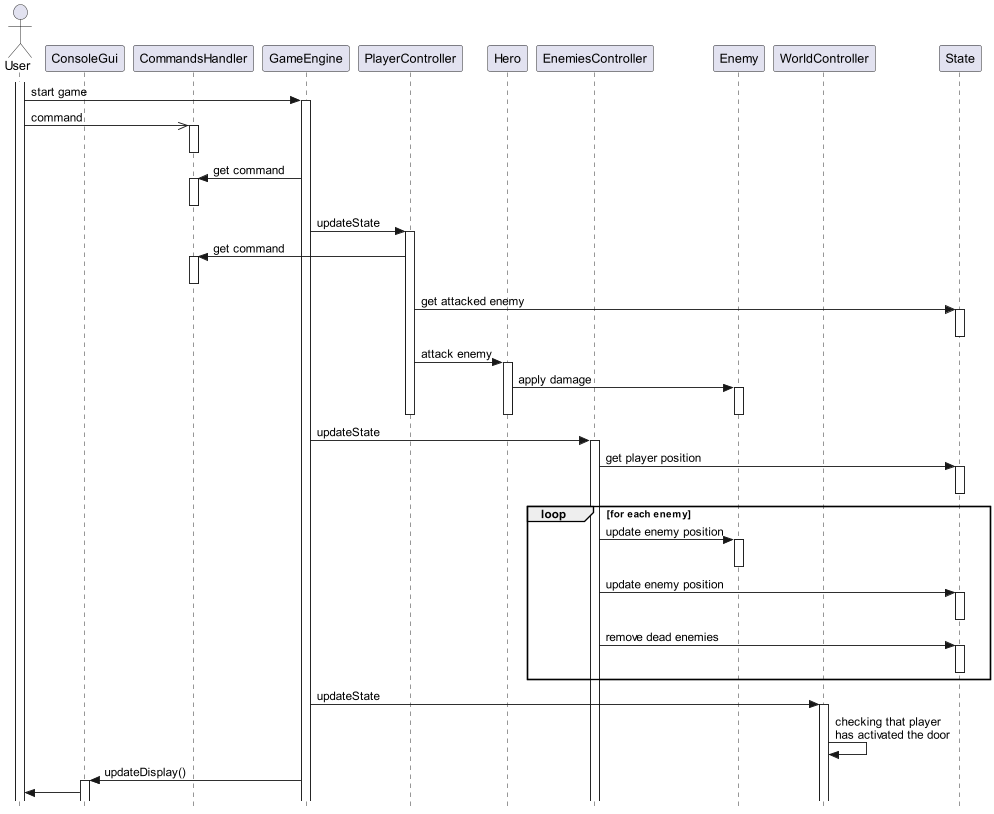 User
ConsoleGui
CommandsHandler
GameEngine
PlayerController
Hero
EnemiesController
Enemy
WorldController
State
start game
command
get command
updateState
get command
get attacked enemy
attack enemy
apply damage
updateState
get player position
loop
[for each enemy]
update enemy position
update enemy position
remove dead enemies
updateState
checking that player
has activated the door
updateDisplay()